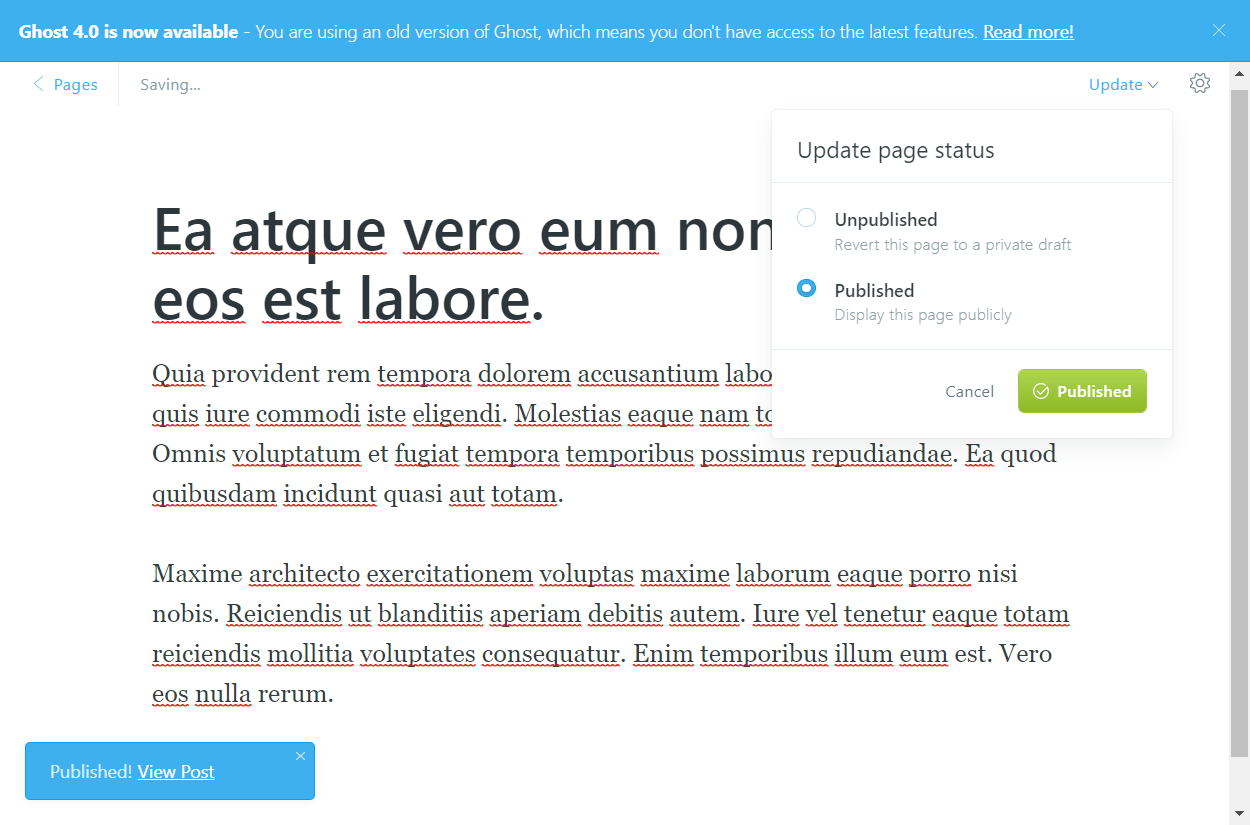 Ghost 4.0 is now available - You are using an old version of Ghost, which means you don't have access to the latest features. Read more!
Pages
Saving...
Update
Update page status
Unpublished
Revert this page to a private draft
Published
Display this page publicly
Cancel
Published
Ea atque vero eum non
eos est labore.
Quia provident rem tempora dolorem accusantium labo
quis iure commodi iste eligendi. Molestias eaque nam to
Omnis voluptatum et fugiat tempora temporibus possimus repudiandae. Ea quod
quibusdam incidunt quasi aut totam.
Maxime architecto exercitationem voluptas maxime laborum eaque porro nisi
nobis. Reiciendis ut blanditiis aperiam debitis autem. Iure vel tenetur eaque totam
reiciendis mollitia voluptates consequatur. Enim temporibus illum eum est. Vero
eos nulla rerum.
Published! View Post